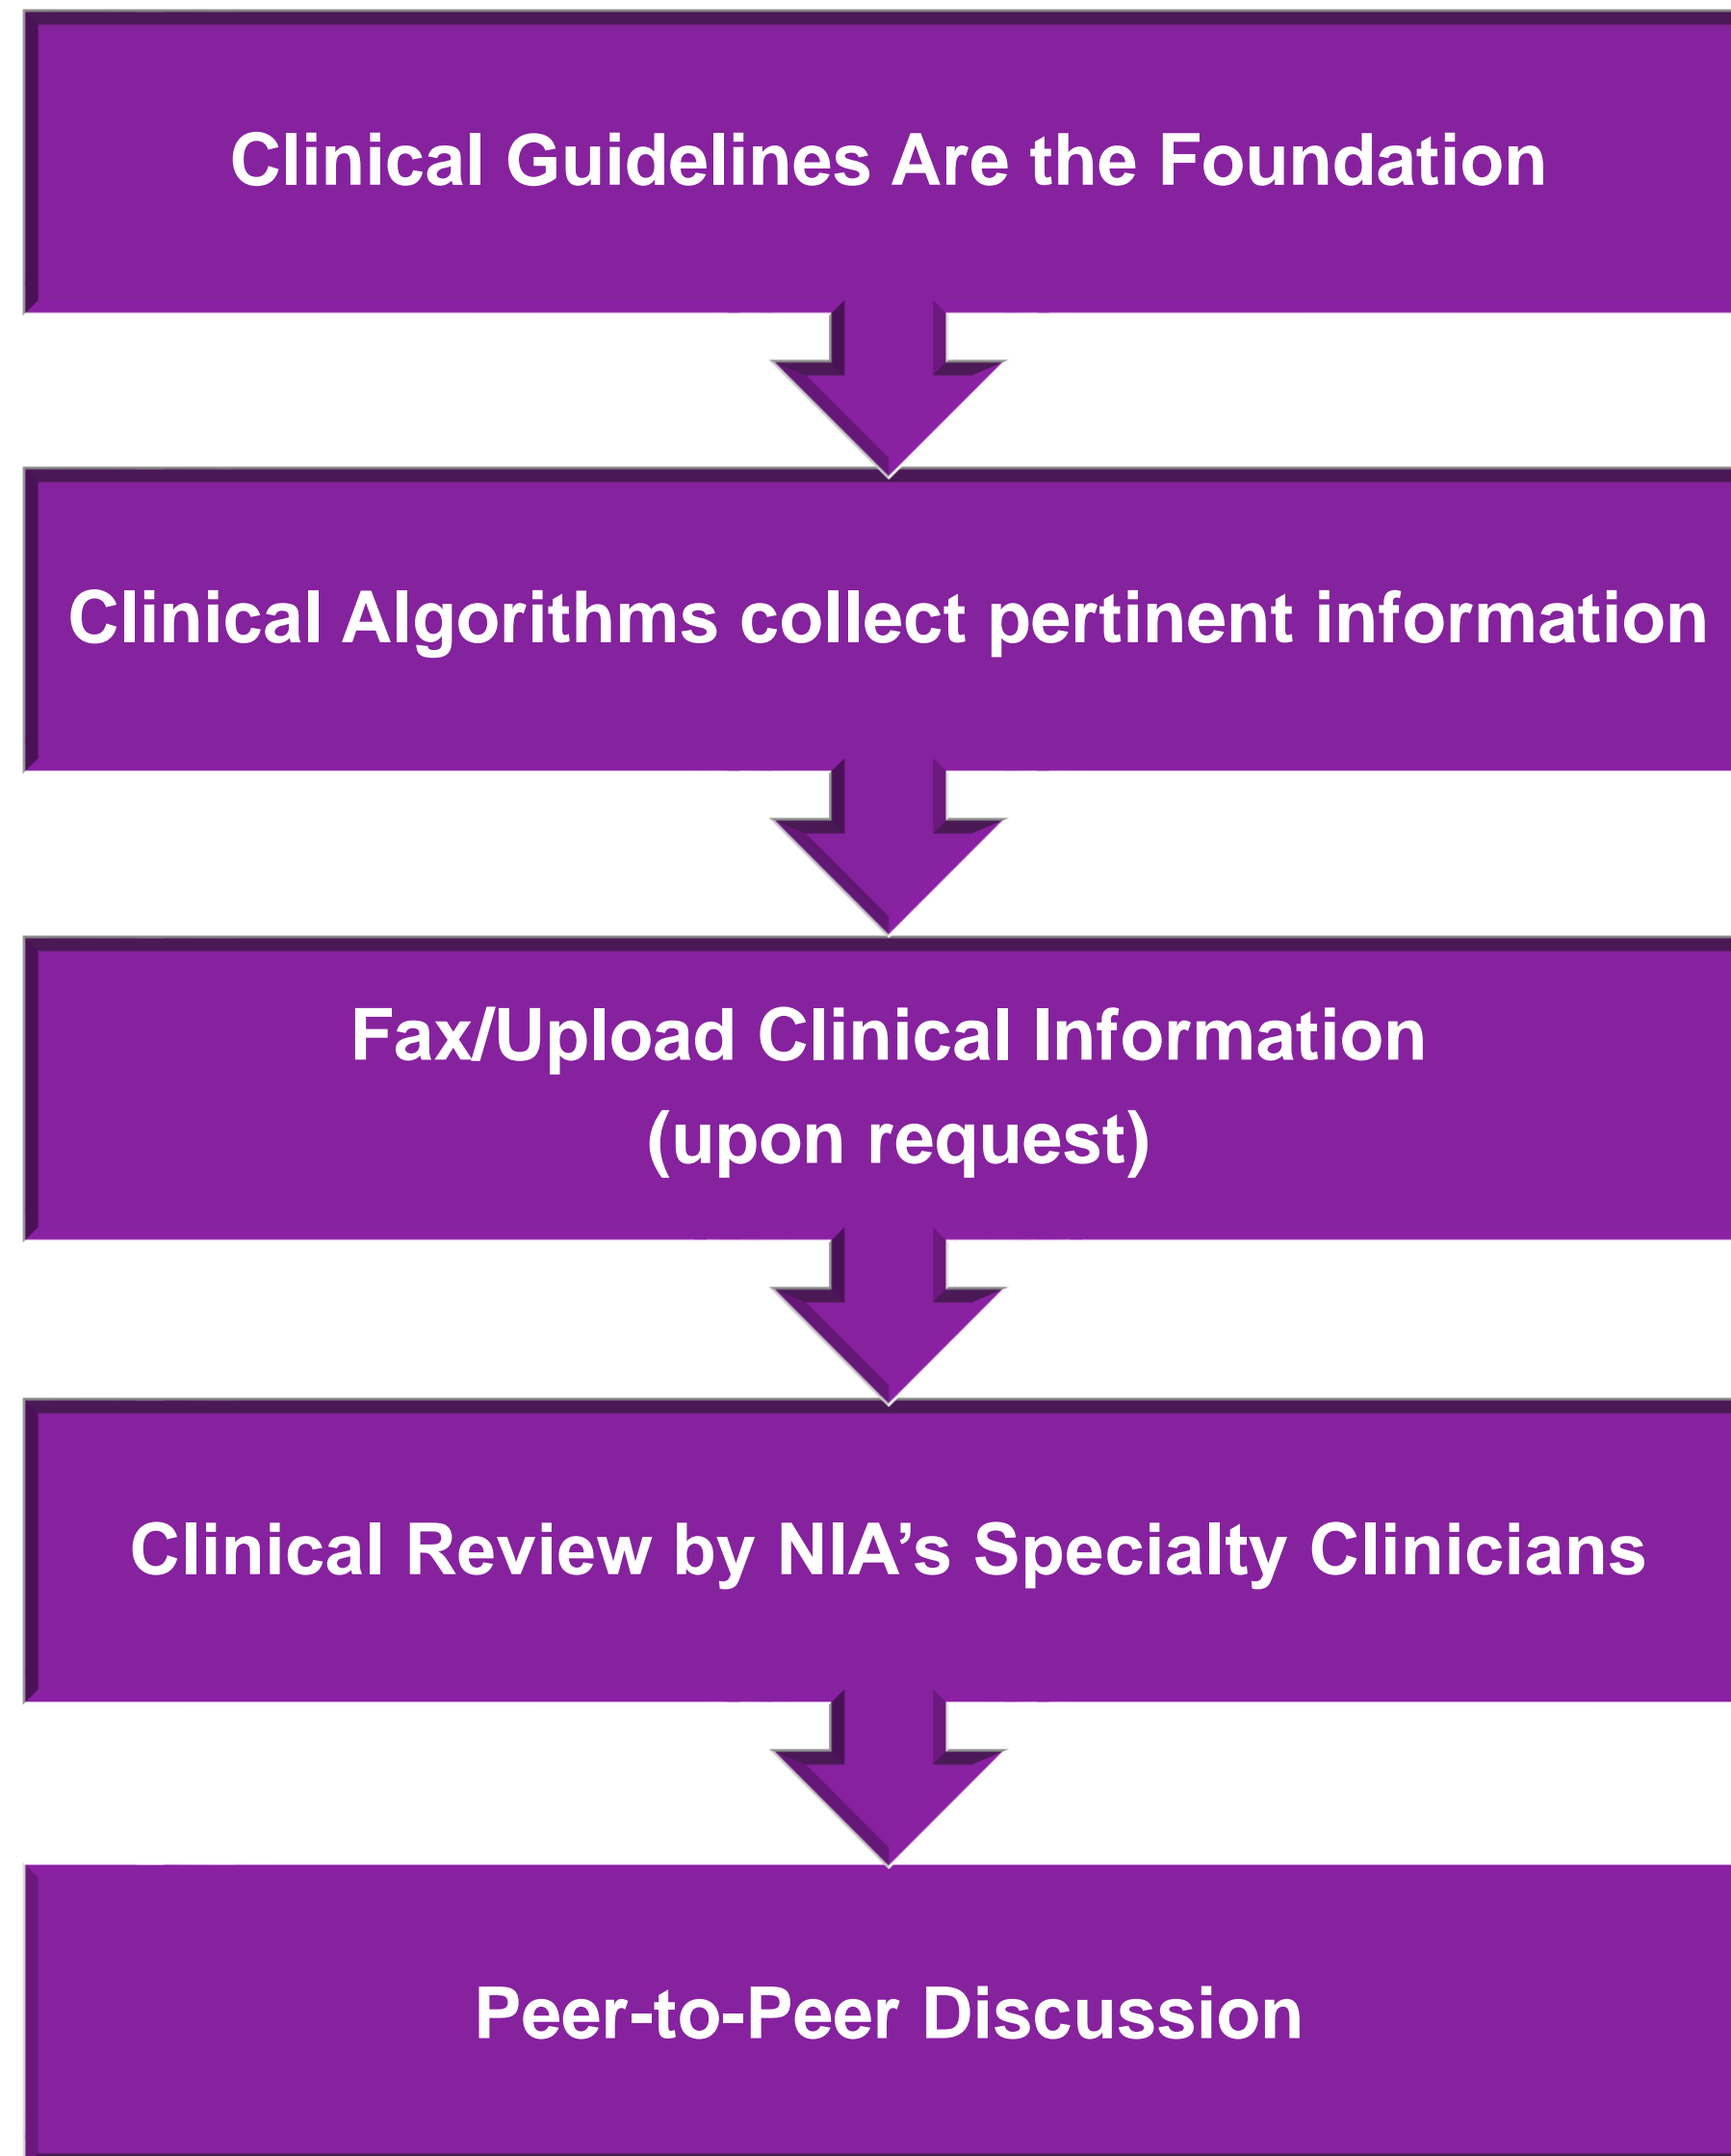 Clinical Guidelines Are the Foundation
Clinical Algorithms collect pertinent information
Fax/Upload Clinical Information
(upon request)
Clinical Review by NIA’s Specialty Clinicians
Peer-to-Peer Discussion